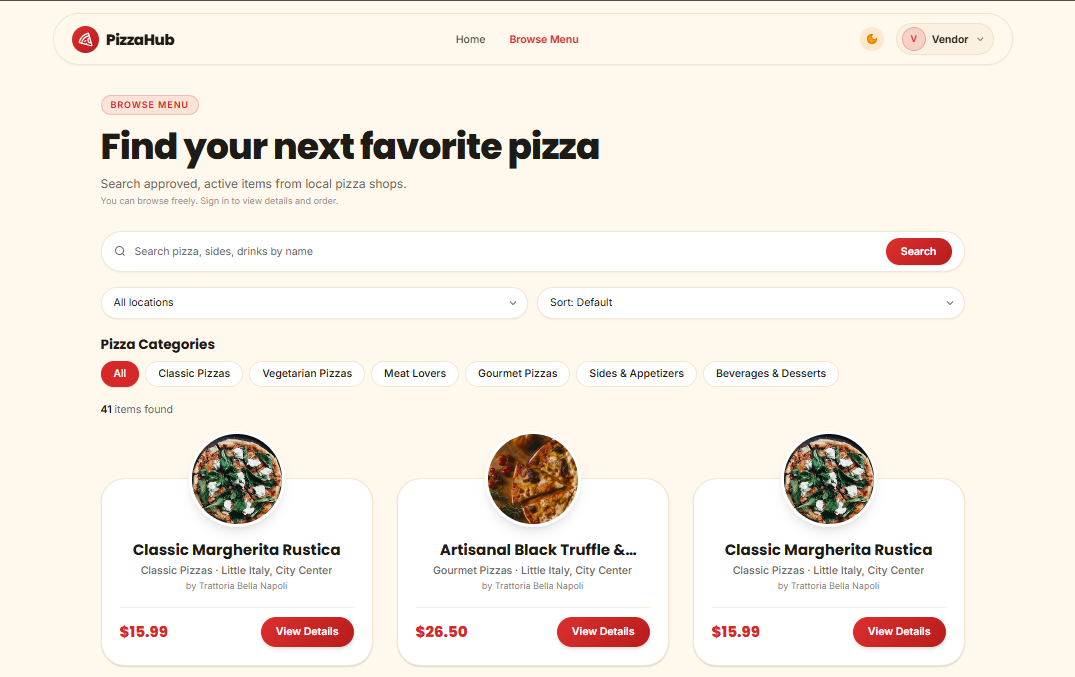 PizzaHub
Home
Browse Menu
V
Vendor
BROWSE MENU
Find your next favorite pizza
Search approved, active items from local pizza shops.
You can browse freely. Sign in to view details and order.
Search pizza, sides, drinks by name
Search
All locations
Sort: Default
Pizza Categories
All
Classic Pizzas
Vegetarian Pizzas
Meat Lovers
Gourmet Pizzas
Sides & Appetizers
Beverages & Desserts
41 items found
Classic Margherita Rustica
Classic Pizzas · Little Italy, City Center
by Trattoria Bella Napoli
$15.99
View Details
Artisanal Black Truffle &...
Gourmet Pizzas · Little Italy, City Center
by Trattoria Bella Napoli
$26.50
View Details
Classic Margherita Rustica
Classic Pizzas · Little Italy, City Center
by Trattoria Bella Napoli
$15.99
View Details